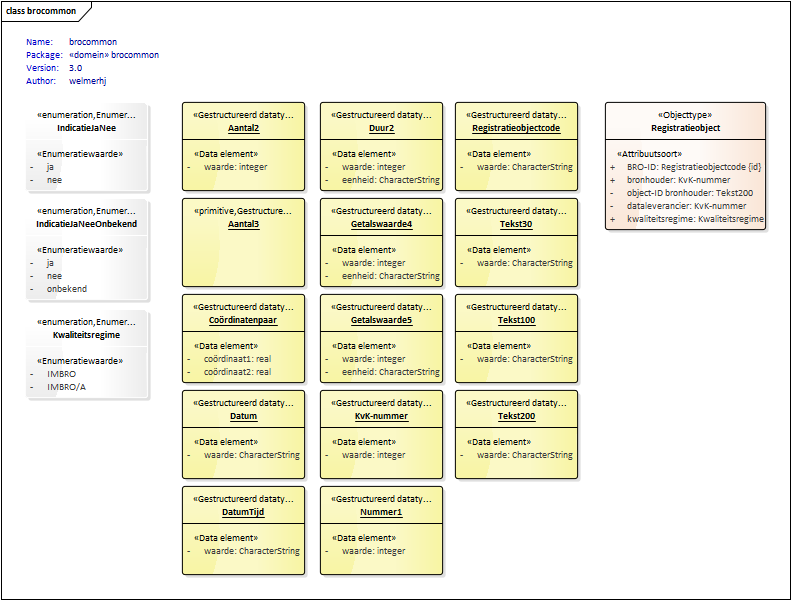 class brocommon
Name: brocommon
Package: «domein» brocommon
Version: 3.0
Author: weimerhj
«enumeration,Enumer...
IndicatieJaNee
«Enumeratiewaarde»
- ja
- nee
«enumeration,Enumer...
IndicatieJaNeeOnbekend
«Enumeratiewaarde»
- ja
- nee
- onbekend
«enumeration,Enumer...
Kwaliteitsregime
«Enumeratiewaarde»
- IMBRO
- IMBRO/A
«Gestructureerd dataty...
Aantal2
«Data element»
- waarde: integer
«primitive,Gestructure...
Aantal3
«Gestructureerd dataty...
Coördinatenpaar
«Data element»
- coördinaat1: real
- coördinaat2: real
«Gestructureerd dataty...
Datum
«Data element»
- waarde: CharacterString
«Gestructureerd dataty...
DatumTijd
«Data element»
- waarde: CharacterString
«Gestructureerd dataty...
Duur2
«Data element»
- waarde: integer
- eenheid: CharacterString
«Gestructureerd dataty...
Getalswaarde4
«Data element»
- waarde: integer
- eenheid: CharacterString
«Gestructureerd dataty...
Getalswaarde5
«Data element»
- waarde: integer
- eenheid: CharacterString
«Gestructureerd dataty...
KvK-nummer
«Data element»
- waarde: integer
«Gestructureerd dataty...
Nummer1
«Data element»
- waarde: integer
«Gestructureerd dataty...
Registratieobjectcode
«Data element»
- waarde: CharacterString
«Gestructureerd dataty...
Tekst30
«Data element»
- waarde: CharacterString
«Gestructureerd dataty...
Tekst100
«Data element»
- waarde: CharacterString
«Gestructureerd dataty...
Tekst200
«Data element»
- waarde: CharacterString
«Objecttype»
Registratieobject
«Attribuutsoort»
+ BRO-ID: Registratieobjectcode {id}
+ bronhouder: KvK-nummer
- object-ID bronhouder: Tekst200
- dataleverancier: KvK-nummer
+ kwaliteitsregime: Kwaliteitsregime